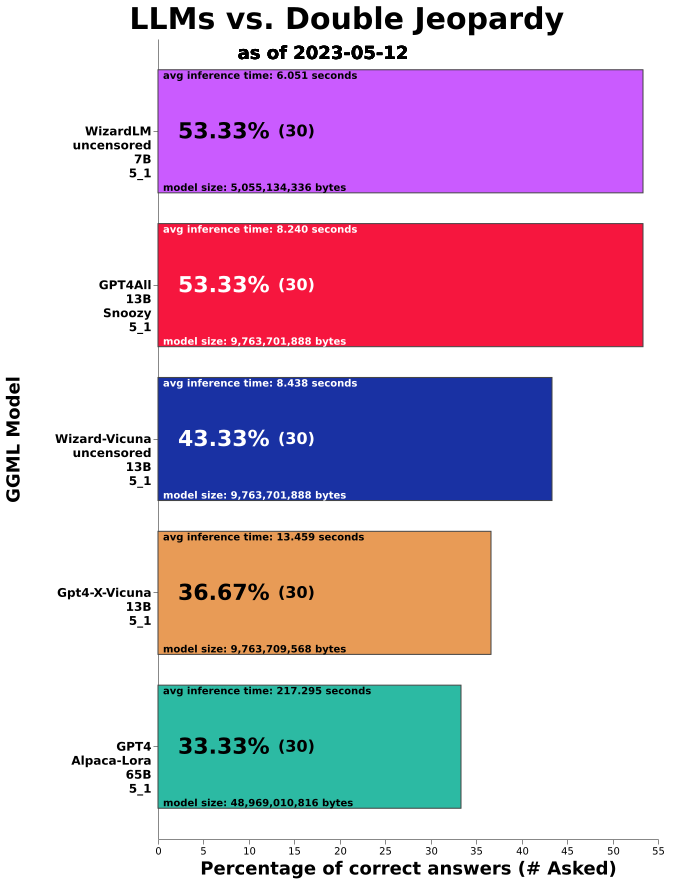 LLMs vs. Double Jeopardy
as of 2023-05-12
GGML Model
WizardLM
uncensored
7B
5_1
avg inference time: 6.051 seconds
53.33% (30)
model size: 5,055,134,336 bytes
GPT4All
13B
Snoozy
5_1
avg inference time: 8.240 seconds
53.33% (30)
model size: 9,763,701,888 bytes
Wizard-Vicuna
uncensored
13B
5_1
avg inference time: 8.438 seconds
43.33% (30)
model size: 9,763,701,888 bytes
Gpt4-X-Vicuna
13B
5_1
avg inference time: 13.459 seconds
36.67% (30)
model size: 9,763,709,568 bytes
GPT4
Alpaca-Lora
65B
5_1
avg inference time: 217.295 seconds
33.33% (30)
model size: 48,969,010,816 bytes
0 5 10 15 20 25 30 35 40 45 50 55
Percentage of correct answers (# Asked)